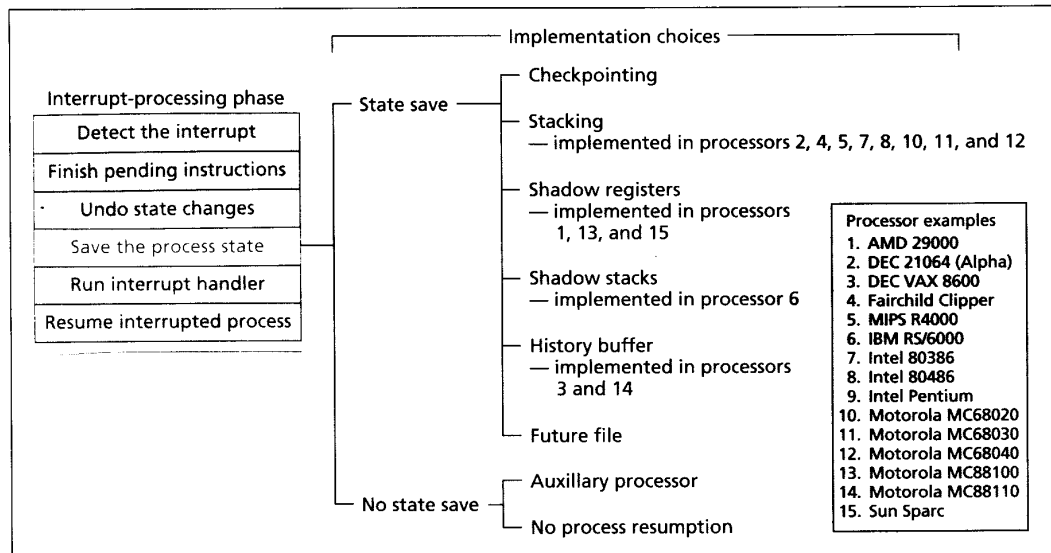 Implementation choices
Interrupt-processing phase
Detect the interrupt
Finish pending instructions
Undo state changes
Save the process state
Run interrupt handler
Resume interrupted process
State save
Checkpointing
Stacking
— implemented in processors 2, 4, 5, 7, 8, 10, 11, and 12
Shadow registers
— implemented in processors
1, 13, and 15
Shadow stacks
— implemented in processor 6
History buffer
— implemented in processors
3 and 14
Future file
No state save
Auxillary processor
No process resumption
Processor examples
1. AMD 29000
2. DEC 21064 (Alpha)
3. DEC VAX 8600
4. Fairchild Clipper
5. MIPS R4000
6. IBM RS/6000
7. Intel 80386
8. Intel 80486
9. Intel Pentium
10. Motorola MC68020
11. Motorola MC68030
12. Motorola MC68040
13. Motorola MC88100
14. Motorola MC88110
15. Sun Sparc